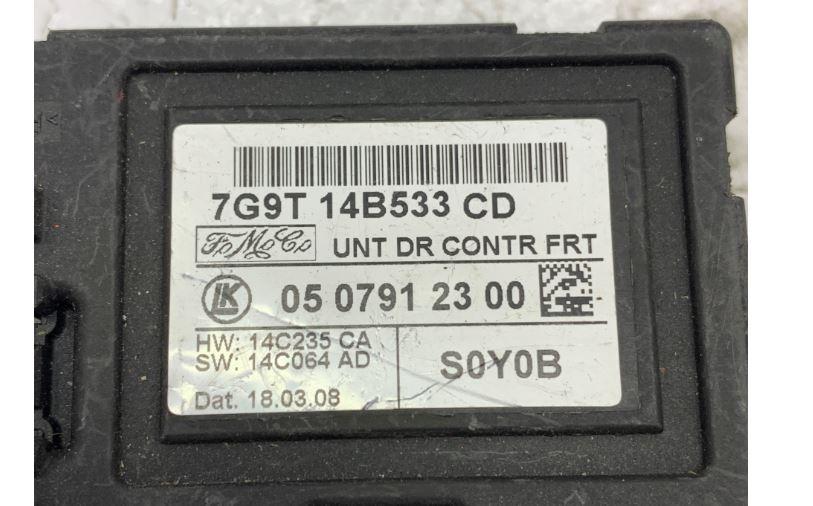 7G9T 14B533 CD
FoMoCo UNT DR CONTR FRT
LK 05 0791 23 00
HW: 14C235 CA
SW: 14C064 AD
S0Y0B
Dat. 18.03.08